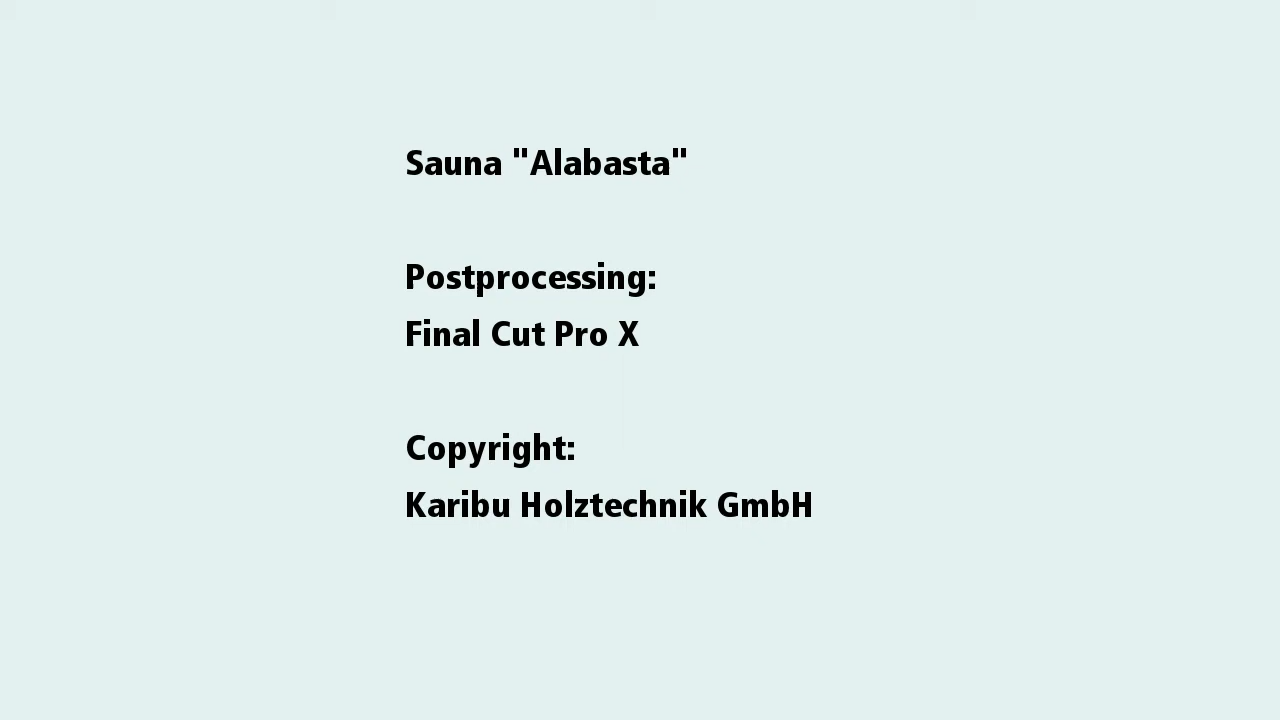 Sauna "Alabasta"
Postprocessing:
Final Cut Pro X
Copyright:
Karibu Holztechnik GmbH